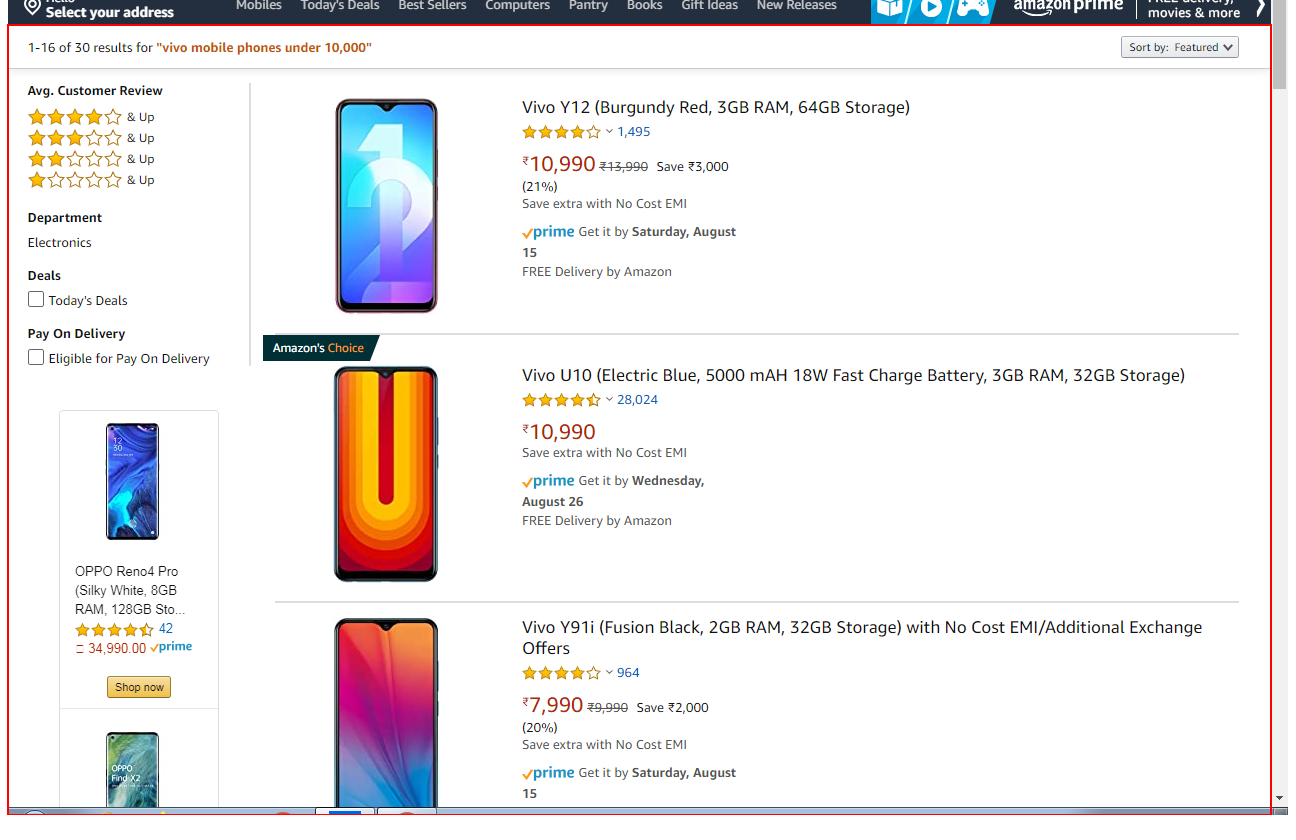 Hello
Select your address
Mobiles Today's Deals Best Sellers Computers Pantry Books Gift Ideas New Releases
amazon prime
FREE delivery,
movies & more
1-16 of 30 results for "vivo mobile phones under 10,000"
Sort by: Featured
Avg. Customer Review
& Up
& Up
& Up
& Up
Department
Electronics
Deals
Today's Deals
Pay On Delivery
Eligible for Pay On Delivery
12
30
OPPO Reno4 Pro
(Silky White, 8GB
RAM, 128GB Sto...
42
34,990.00 prime
Shop now
OPPO
Find X2
12
Vivo Y12 (Burgundy Red, 3GB RAM, 64GB Storage)
1,495
₹10,990 ₹13,990 Save ₹3,000
(21%)
Save extra with No Cost EMI
prime Get it by Saturday, August
15
FREE Delivery by Amazon
Amazon's Choice
U
Vivo U10 (Electric Blue, 5000 mAH 18W Fast Charge Battery, 3GB RAM, 32GB Storage)
28,024
₹10,990
Save extra with No Cost EMI
prime Get it by Wednesday,
August 26
FREE Delivery by Amazon
Vivo Y91i (Fusion Black, 2GB RAM, 32GB Storage) with No Cost EMI/Additional Exchange
Offers
964
₹7,990 ₹9,990 Save ₹2,000
(20%)
Save extra with No Cost EMI
prime Get it by Saturday, August
15